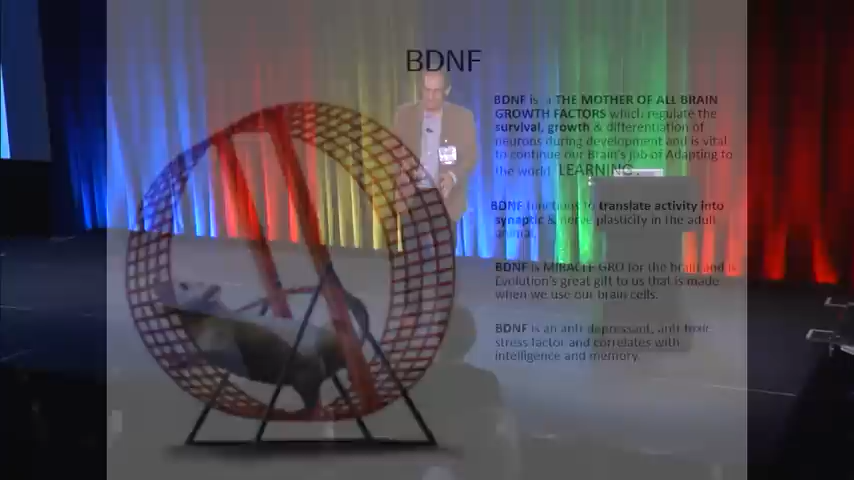 BDNF
BDNF is a THE MOTHER OF ALL BRAIN
GROWTH FACTORS which regulate the
survival, growth & differentiation of
neurons during development and is vital
to continue our Brain's job of Adapting to
the world LEARNING.
BDNF functions to translate activity into
synaptic & nerve plasticity in the adult
animal.
BDNF is MIRACLE GRO for the brain and is
Evolution's great gift to us that is made
when we use our brain cells.
BDNF is an anti depressant, anti toxic
stress factor and correlates with
intelligence and memory.